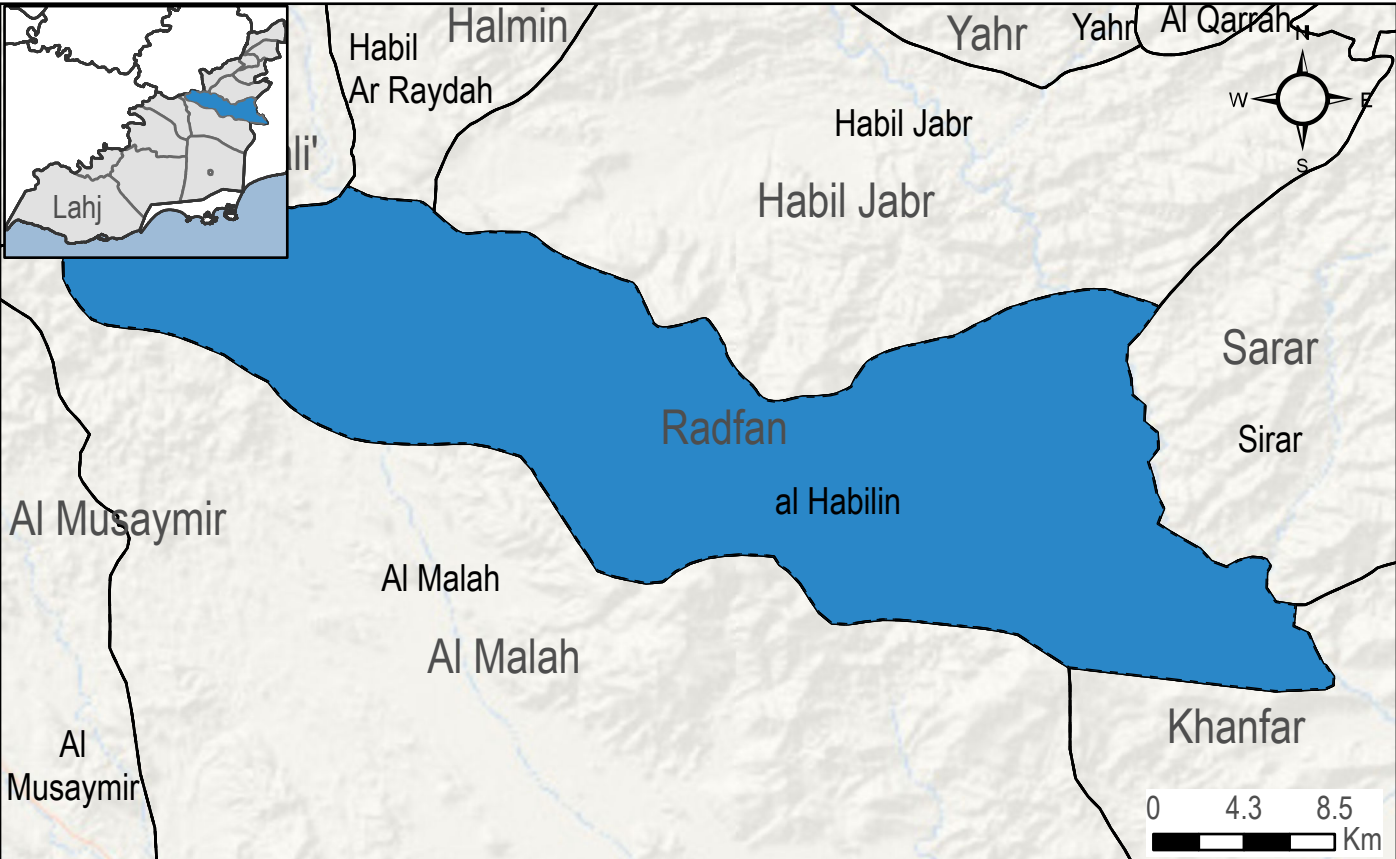 Habil
Ar Raydah
Halmin
Yahr
Yahr
Al Qarrah
N
W
E
S
Habil Jabr
Habil Jabr
li'
Lahj
Sarar
Sirar
Radfan
al Habilin
Al Musaymir
Al Malah
Al Malah
Al
Musaymir
Khanfar
0 4.3 8.5
Km